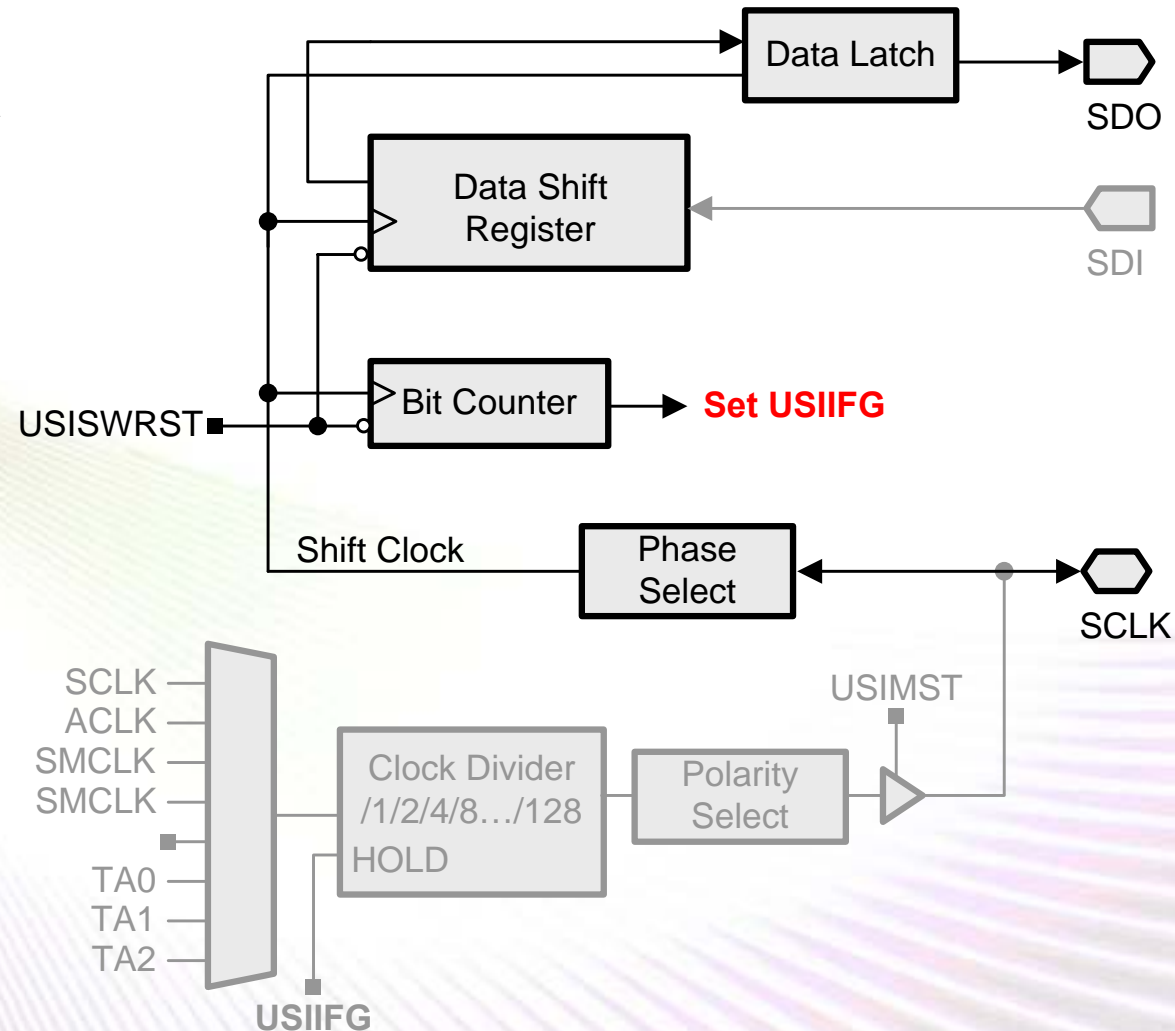 Data Latch
SDO
Data Shift
Register
SDI
Bit Counter
Set USIIFG
USISWRST
Shift Clock
Phase
Select
SCLK
SCLK
ACLK
SMCLK
SMCLK
TA0
TA1
TA2
Clock Divider
/1/2/4/8…/128
HOLD
USIIFG
Polarity
Select
USIMST